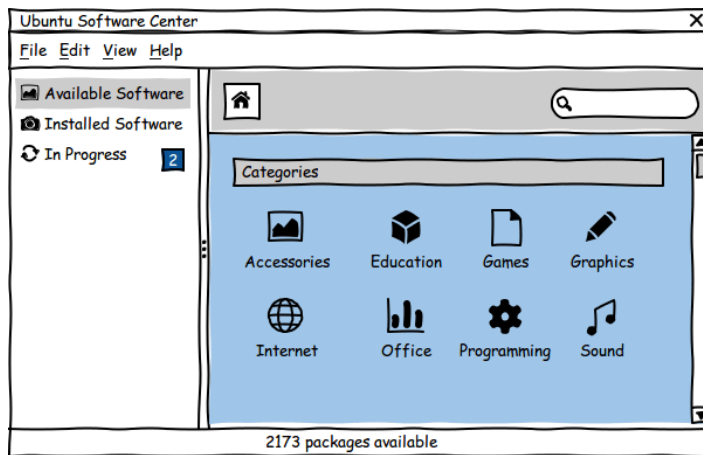 Ubuntu Software Center
File Edit View Help
Available Software
Installed Software
In Progress 2
Categories
Accessories Education Games Graphics
Internet Office Programming Sound
2173 packages available